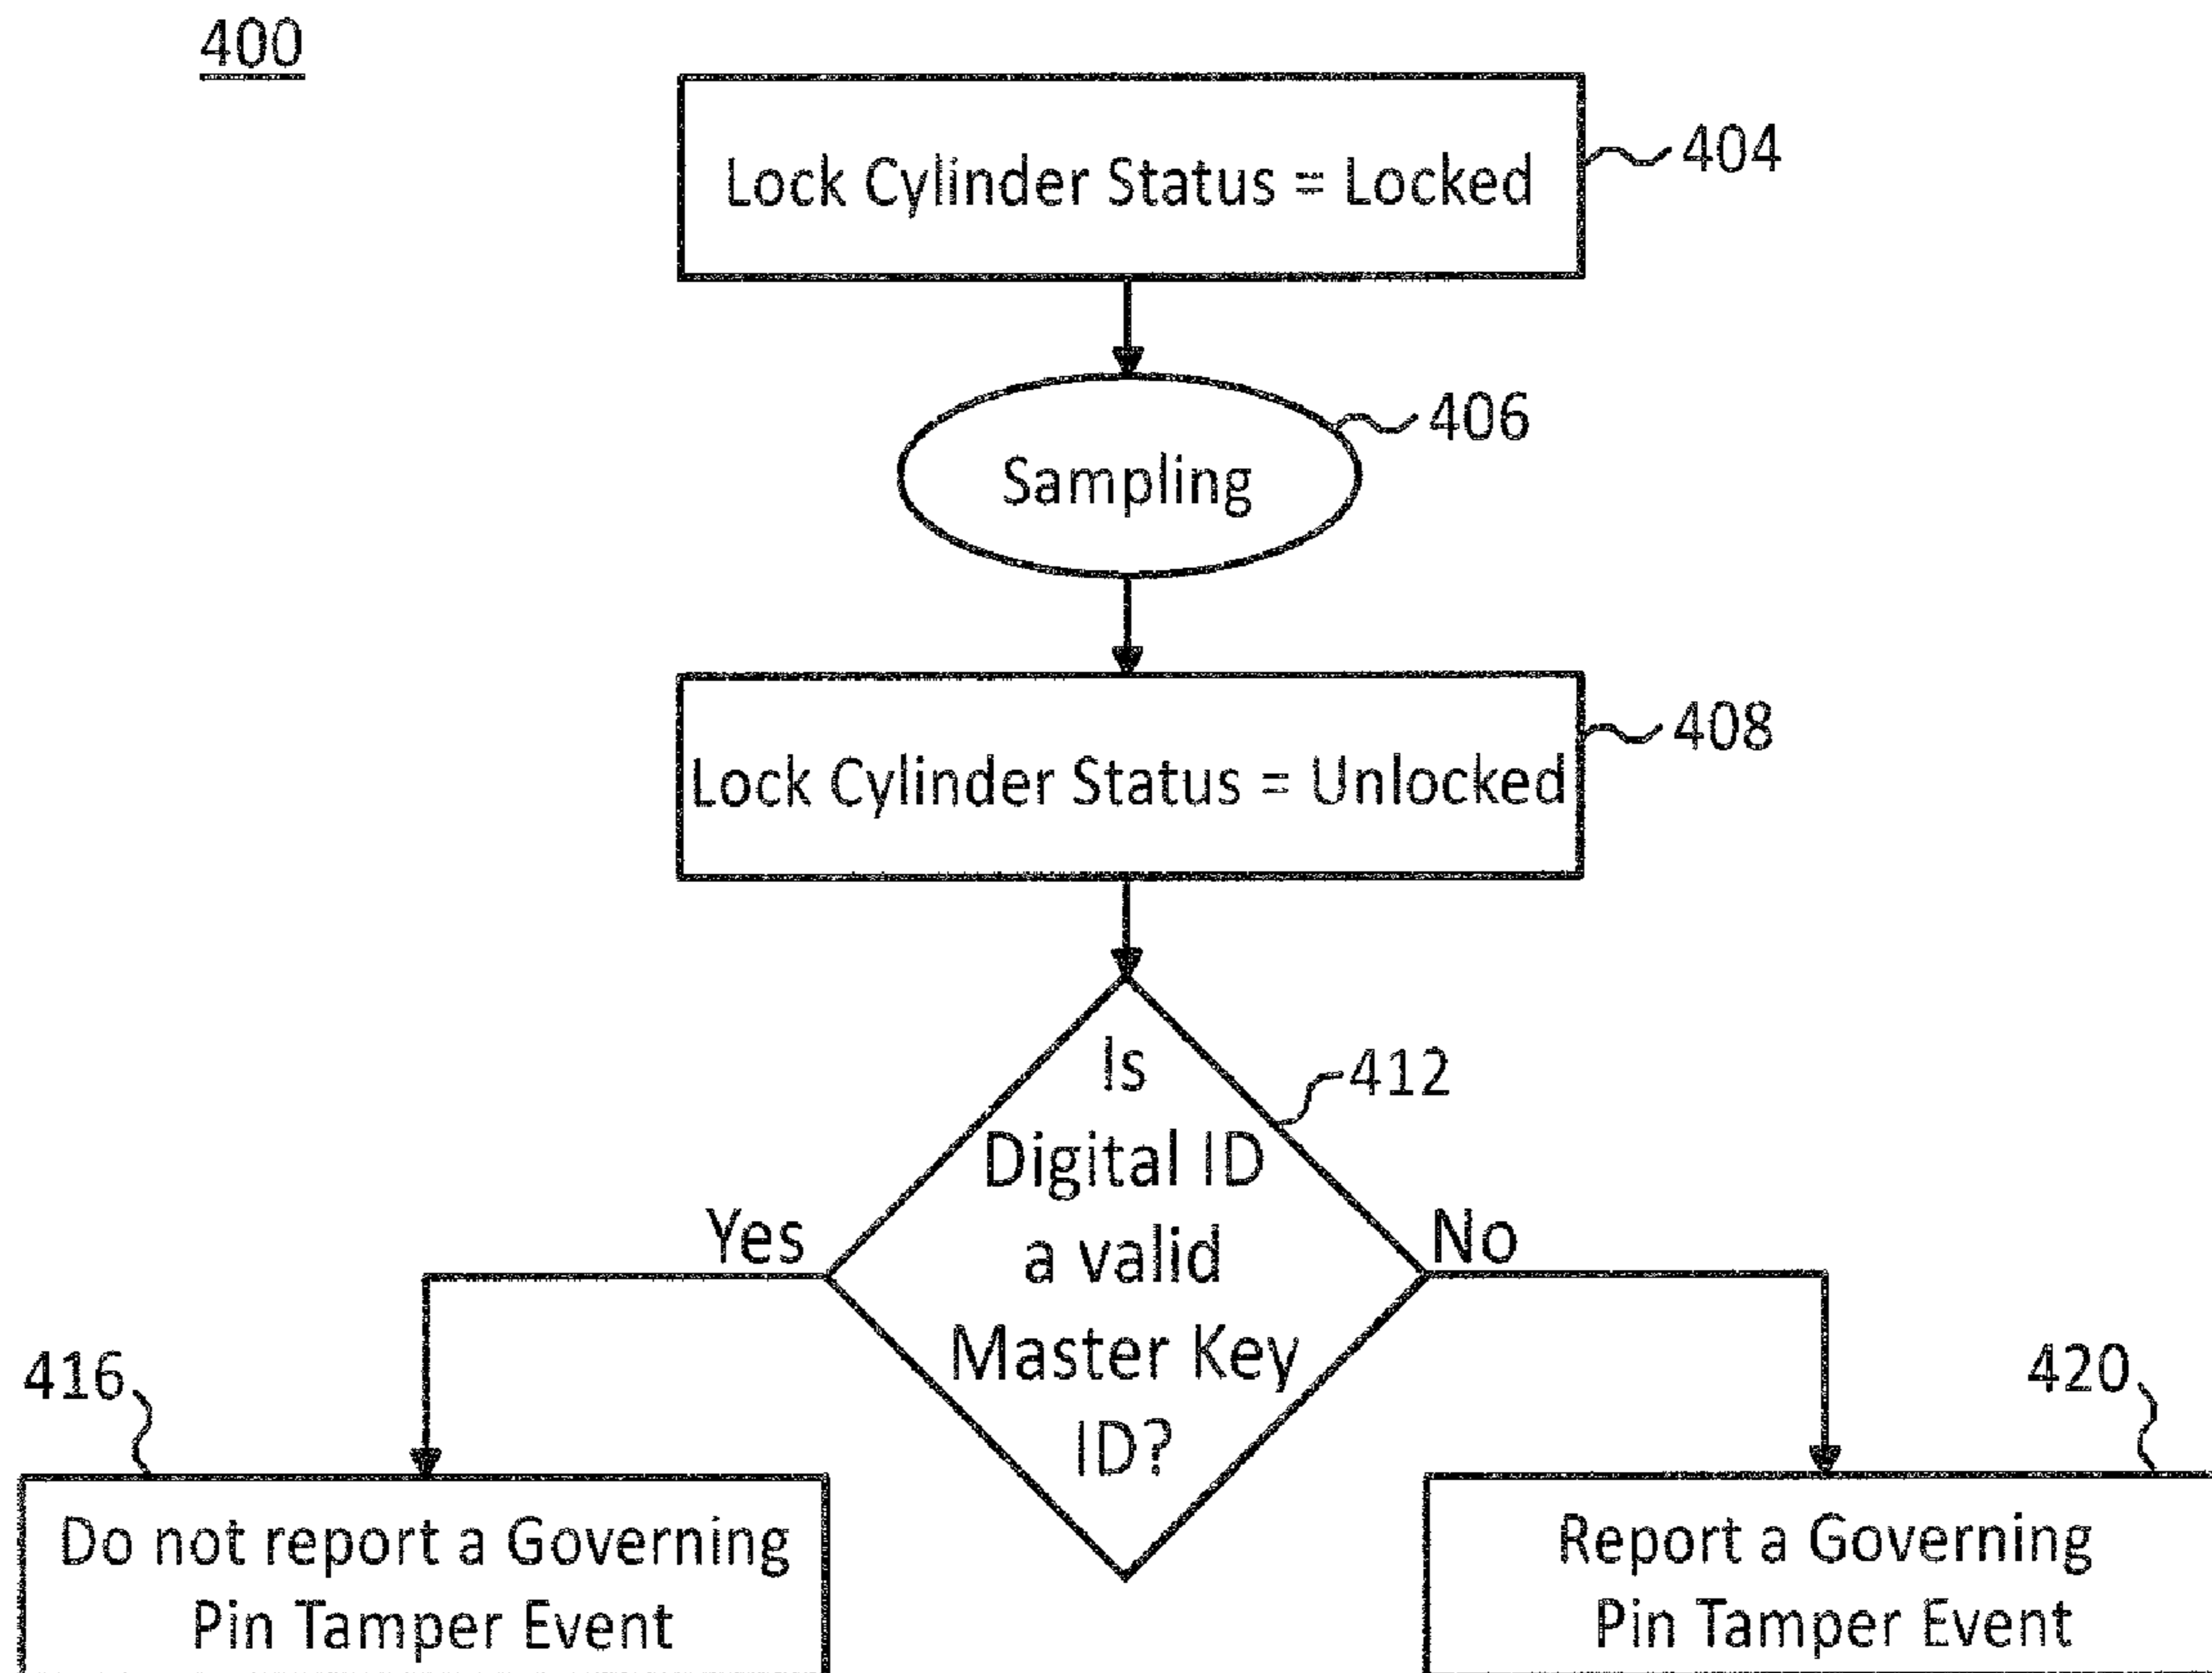 400
Lock Cylinder Status = Locked
404
Sampling
406
Lock Cylinder Status = Unlocked
408
Is
Digital ID
a valid
Master Key
ID?
412
Yes
No
416
Do not report a Governing
Pin Tamper Event
420
Report a Governing
Pin Tamper Event